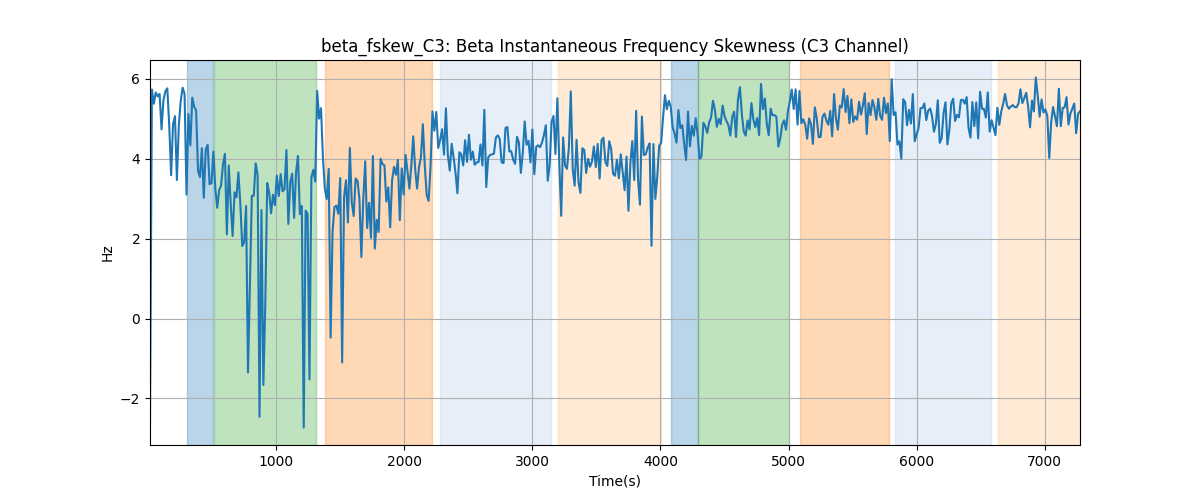 beta_fskew_C3: Beta Instantaneous Frequency Skewness (C3 Channel)
6
4
2
0
−2
Hz
1000 2000 3000 4000 5000 6000 7000
Time(s)